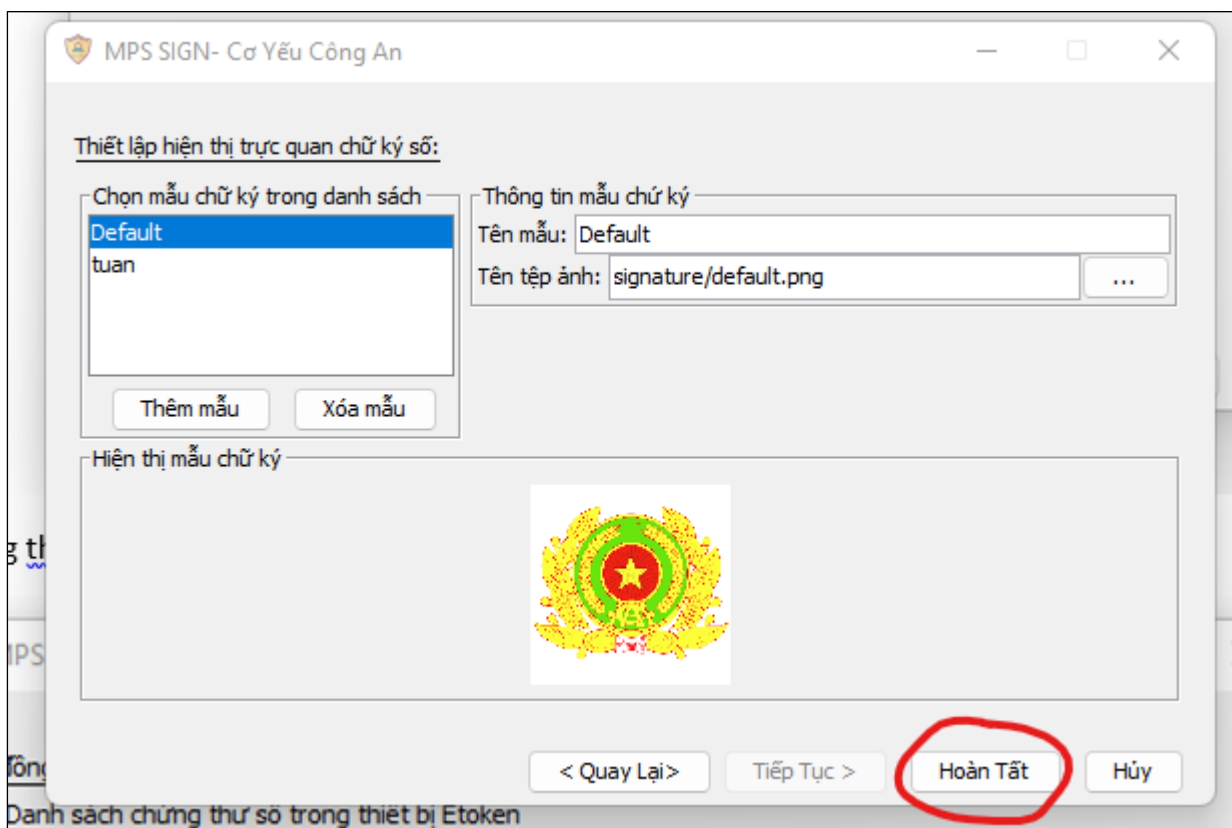 MPS SIGN- Cơ Yếu Công An
Thiết lập hiện thị trực quan chữ ký số:
Chọn mẫu chữ ký trong danh sách
Default
tuan
Thêm mẫu
Xóa mẫu
Thông tin mẫu chứ ký
Tên mẫu: Default
Tên tệp ảnh: signature/default.png ...
Hiện thị mẫu chữ ký
< Quay Lại>
Tiếp Tục >
Hoàn Tất
Hủy
Danh sách chứng thư số trong thiết bị Etoken